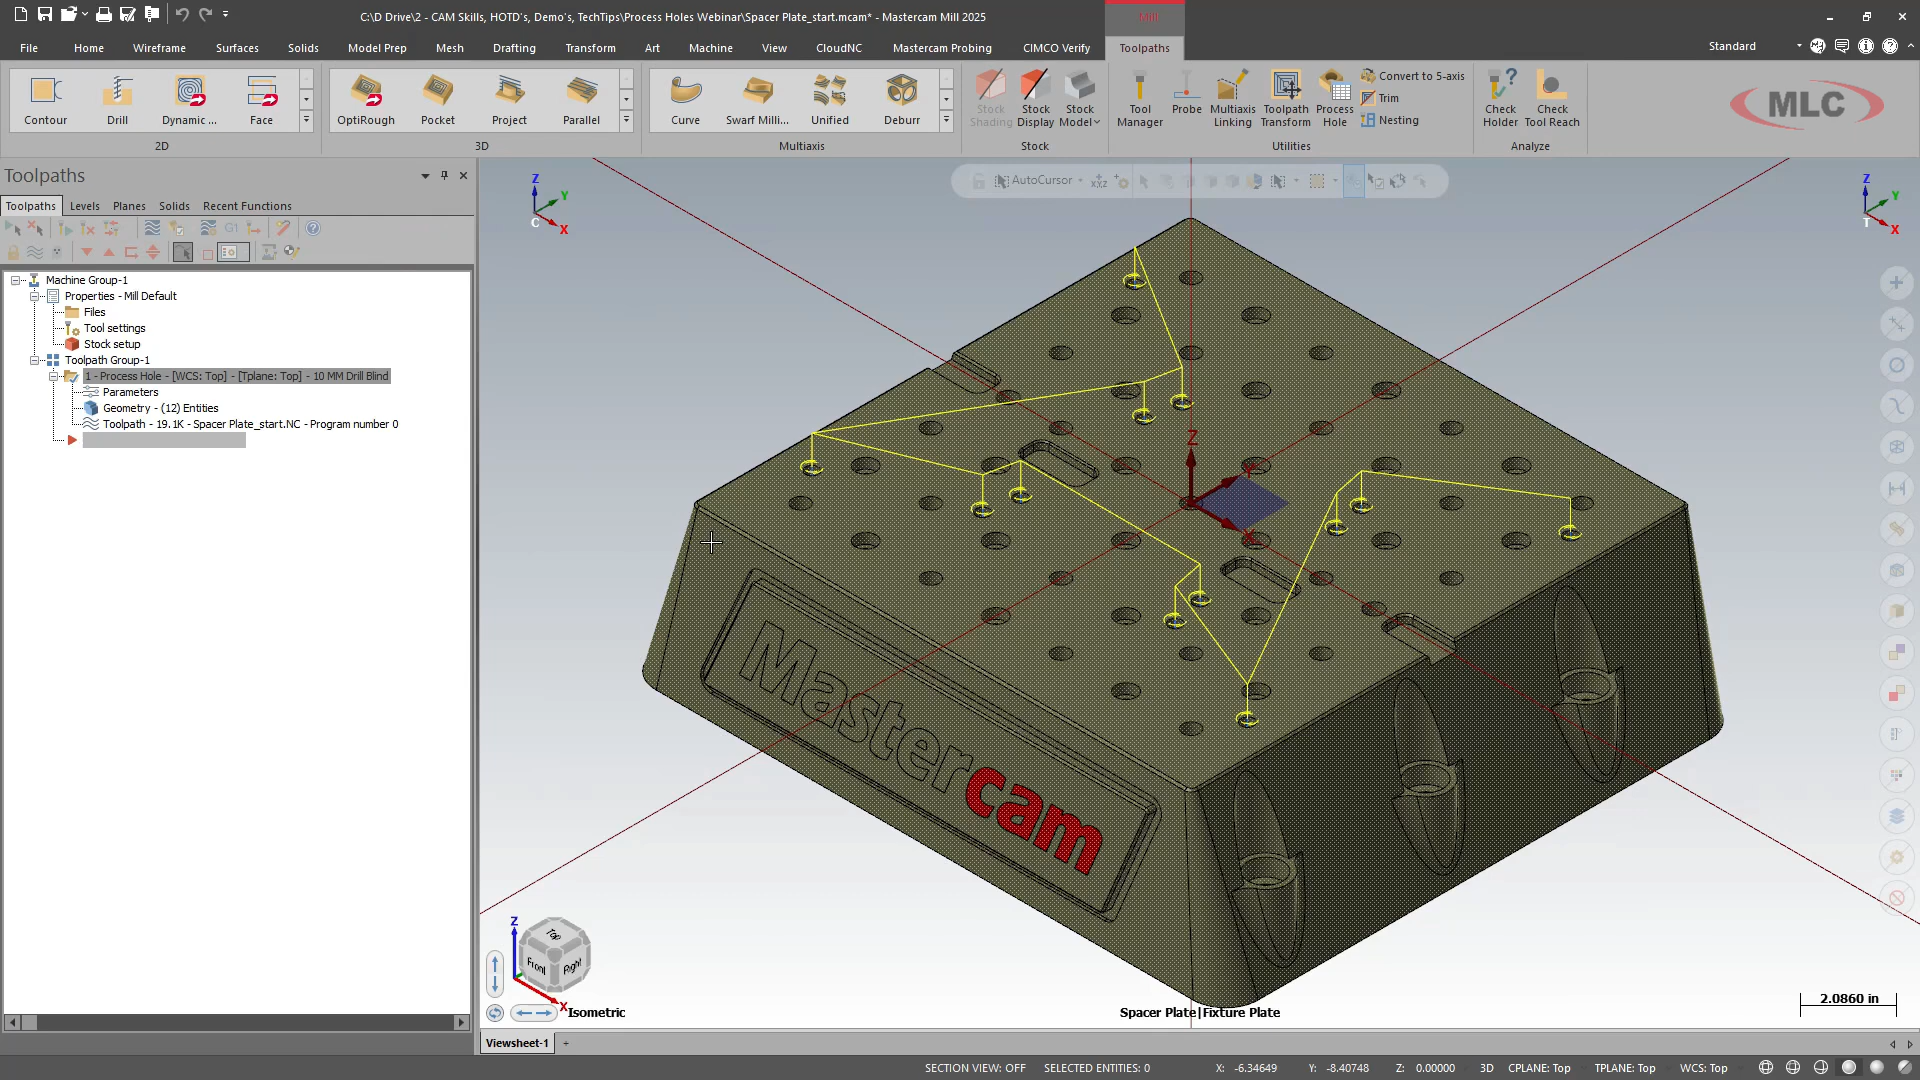 C:\D Drive\2 - CAM Skills, HOTD's, Demo's, TechTips\Process Holes Webinar\Spacer Plate_start.mcam* - Mastercam Mill 2025
Mill
File Home Wireframe Surfaces Solids Model Prep Mesh Drafting Transform Art Machine View CloudNC Mastercam Probing CIMCO Verify Toolpaths
Standard
Contour Drill Dynamic ... Face
2D
OptiRough Pocket Project Parallel
3D
Curve Swarf Milli... Unified Deburr
Multiaxis
Stock Shading
Stock Display
Stock Model
Stock
Tool Manager
Probe
Multiaxis Linking
Toolpath Transform
Process Hole
Convert to 5-axis
Trim
Nesting
Utilities
Check Holder
Check Tool Reach
Analyze
MLC
Toolpaths
Toolpaths Levels Planes Solids Recent Functions
G1
Machine Group-1
Properties - Mill Default
Files
Tool settings
Stock setup
Toolpath Group-1
1 - Process Hole - [WCS: Top] - [Tplane: Top] - 10 MM Drill Blind
Parameters
Geometry - (12) Entities
Toolpath - 19.1K - Spacer Plate_start.NC - Program number 0
AutoCursor
Z
Y
X
C
Z
Y
X
T
Z
Y
X
Mastercam
Z
Top
Front
Right
X
Isometric
Spacer Plate|Fixture Plate
2.0860 in
Viewsheet-1 +
SECTION VIEW: OFF SELECTED ENTITIES: 0 X: -6.34649 Y: -8.40748 Z: 0.00000 3D CPLANE: Top TPLANE: Top WCS: Top